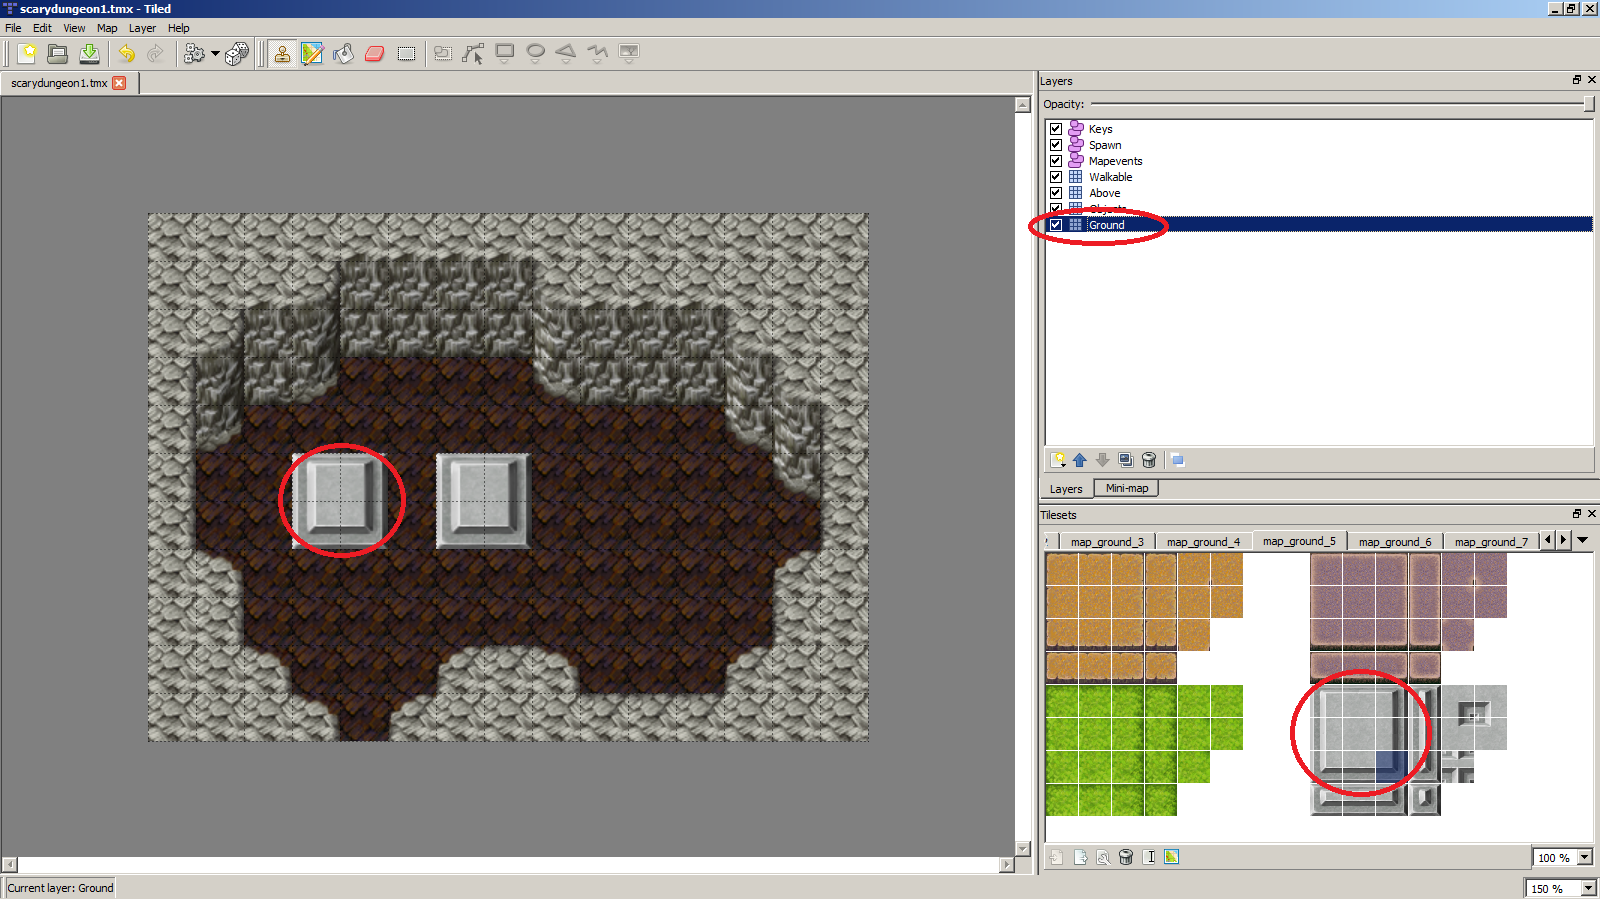 scarydungeon1.tmx - Tiled
File Edit View Map Layer Help
scarydungeon1.tmx
Layers
Opacity:
Keys
Spawn
Mapevents
Walkable
Above
Objects
Ground
Layers Mini-map
Tilesets
map_ground_3 map_ground_4 map_ground_5 map_ground_6 map_ground_7
100 %
Current layer: Ground
150 %